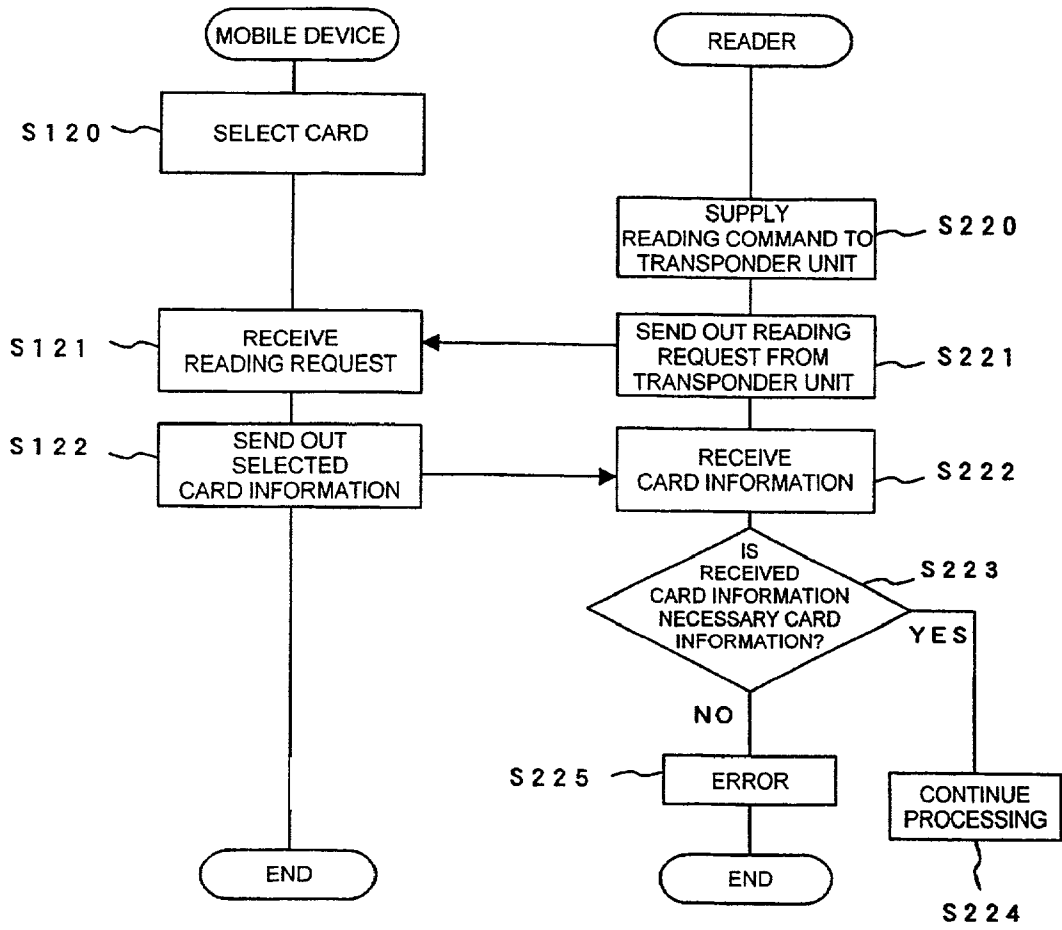 MOBILE DEVICE
READER
S120
SELECT CARD
SUPPLY
READING COMMAND TO
TRANSPONDER UNIT
S220
S121
RECEIVE
READING REQUEST
SEND OUT READING
REQUEST FROM
TRANSPONDER UNIT
S221
S122
SEND OUT
SELECTED
CARD INFORMATION
RECEIVE
CARD INFORMATION
S222
IS
RECEIVED
CARD INFORMATION
NECESSARY CARD
INFORMATION?
S223
YES
NO
S225
ERROR
CONTINUE
PROCESSING
END
END
S224